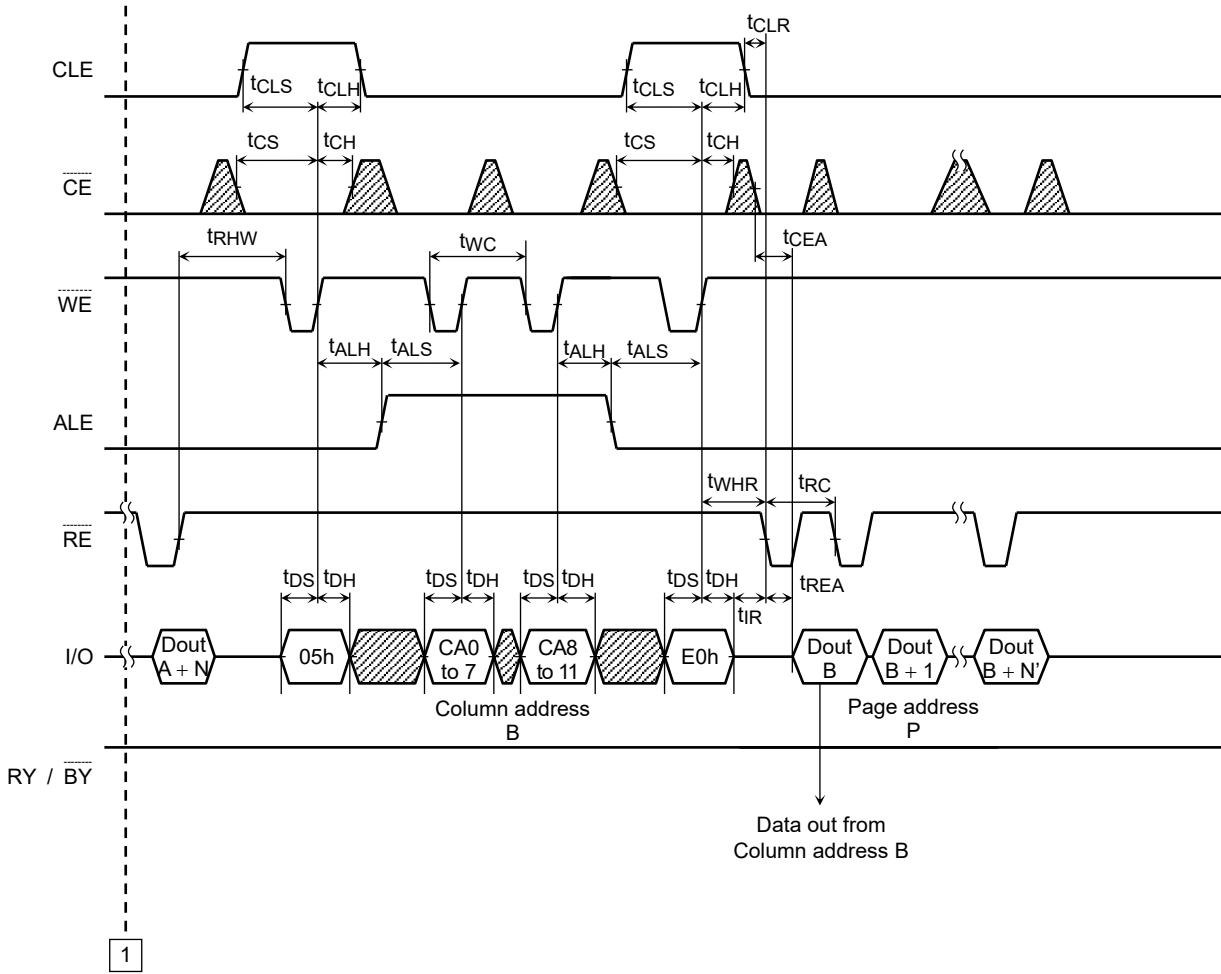 tCLR
CLE
tCLS tCLH tCLS tCLH
tCS tCH tCS tCH
CE
tRHW tWC tCEA
WE
tALH tALS tALH tALS
ALE
tWHR tRC
RE
tDS tDH tDS tDH tDS tDH tDS tDH tREA
tIR
I/O
Dout
A + N
05h
CA0
to 7
CA8
to 11
E0h
Dout
B
Dout
B + 1
Dout
B + N’
Column address
B
Page address
P
RY / BY
Data out from
Column address B
1